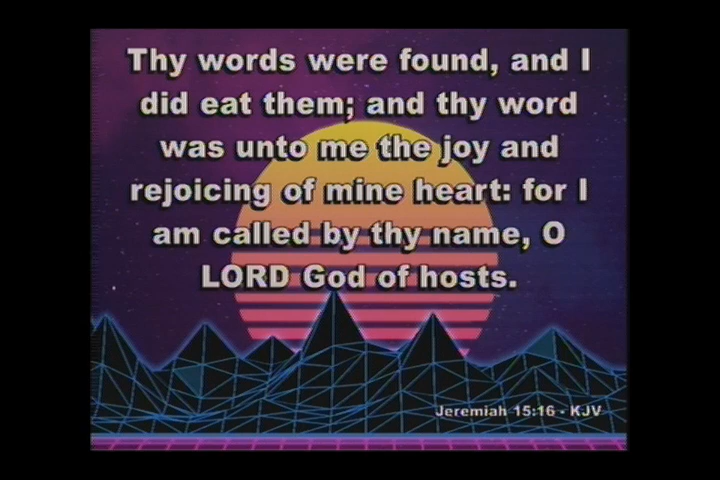 Thy words were found, and I
did eat them; and thy word
was unto me the joy and
rejoicing of mine heart: for I
am called by thy name, O
LORD God of hosts.
Jeremiah 15:16 - KJV